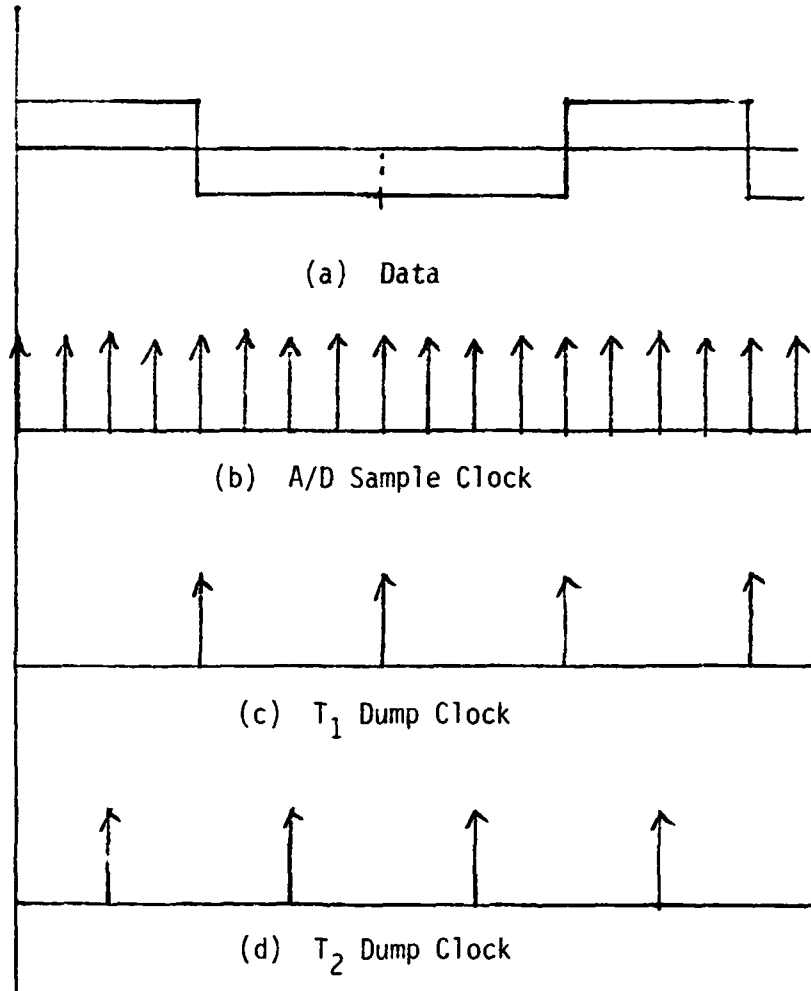 (a) Data
(b) A/D Sample Clock
(c) T₁ Dump Clock
(d) T₂ Dump Clock